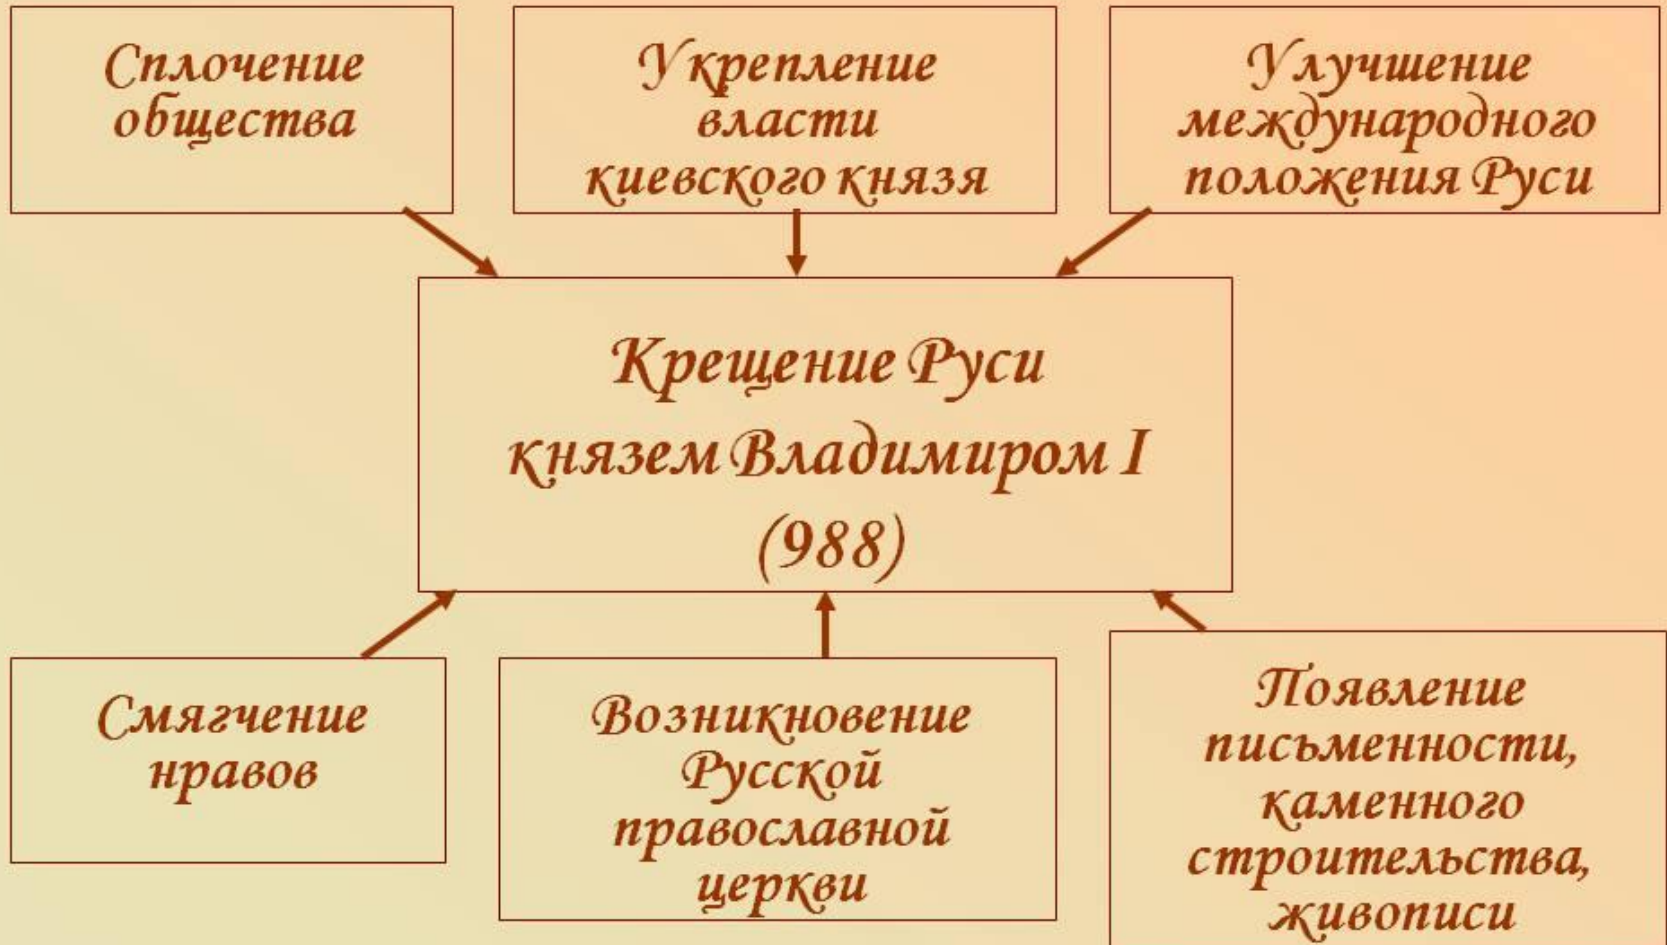 Сплочение
общества
Укрепление
власти
киевского князя
Улучшение
международного
положения Руси
Крещение Руси
князем Владимиром I
(988)
Смягчение
нравов
Возникновение
Русской
православной
церкви
Появление
письменности,
каменного
строительства,
живописи